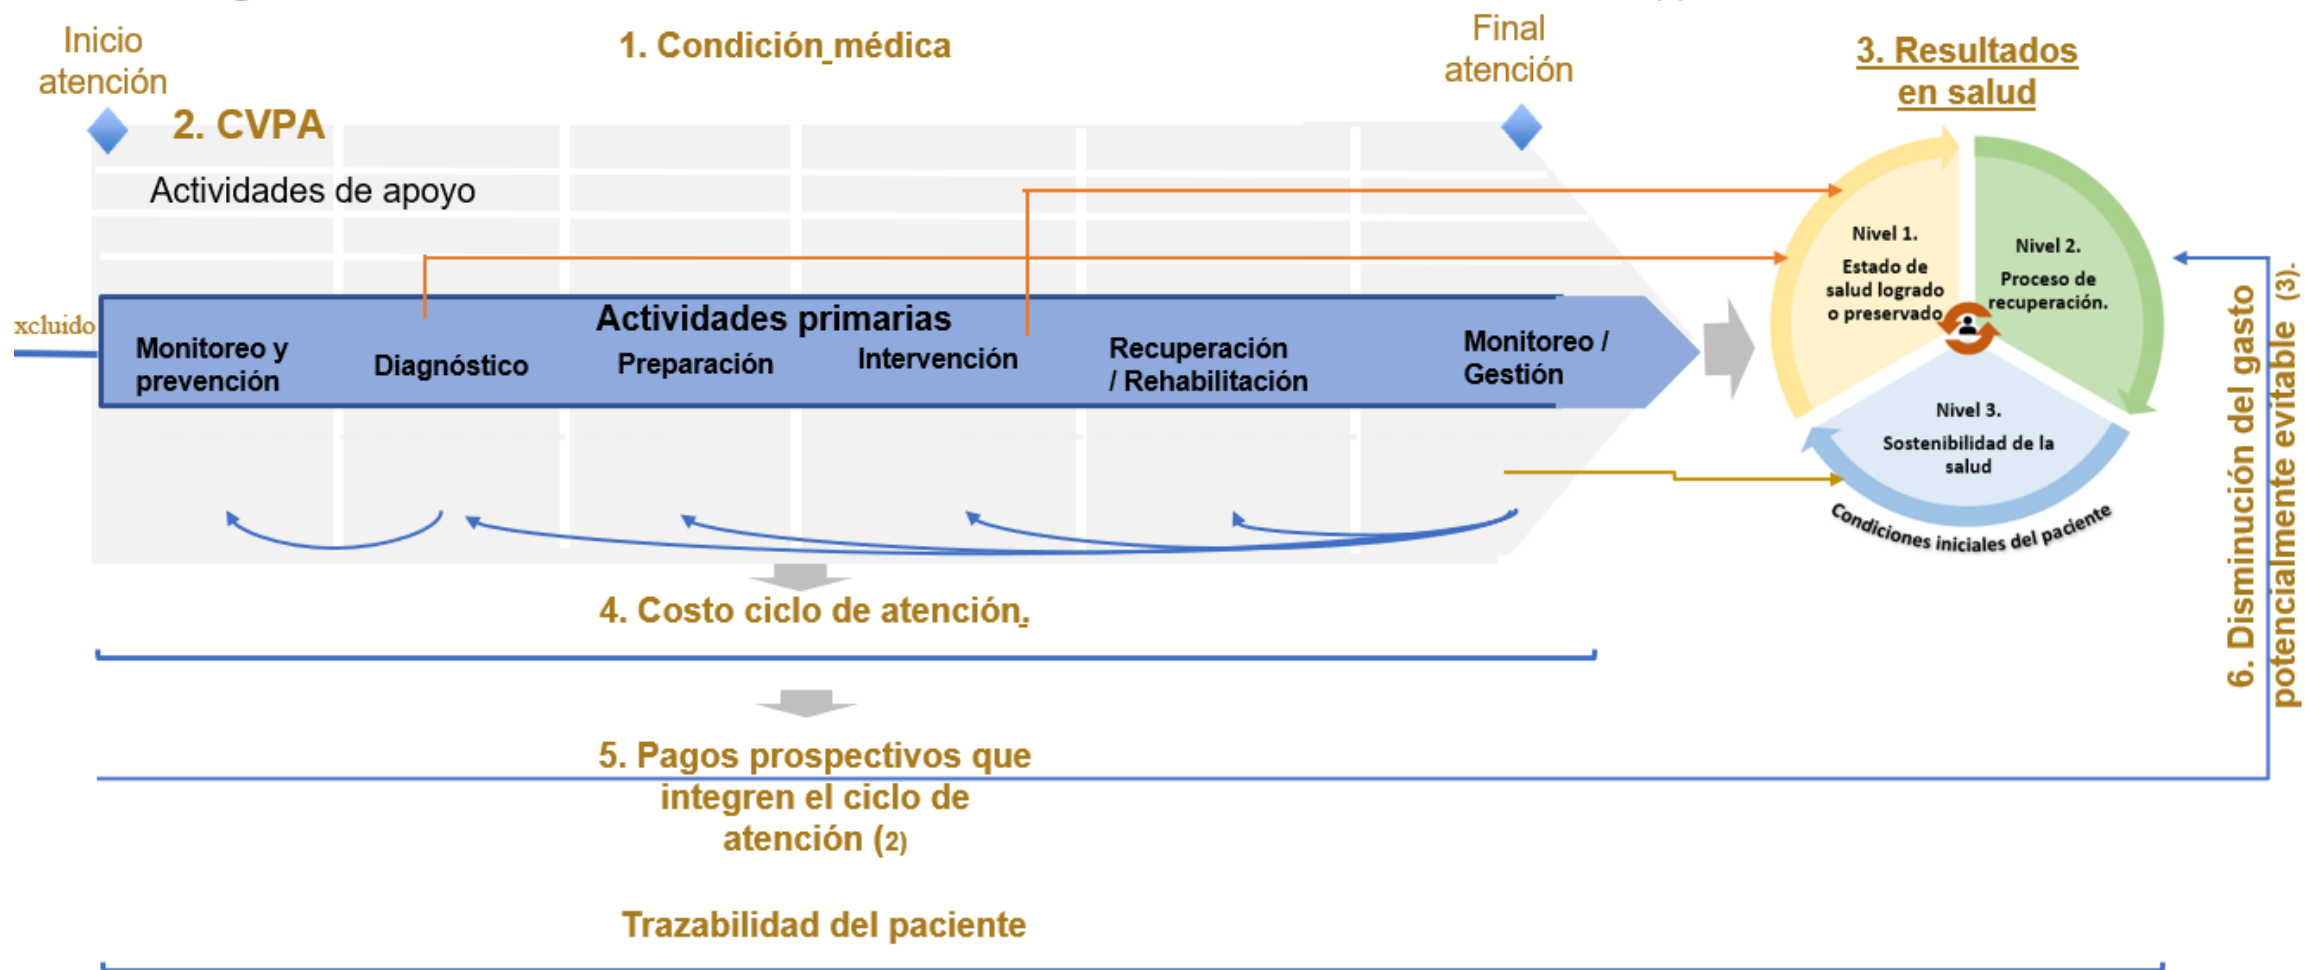 Inicio
atención
1. Condición médica
Final
atención
3. Resultados
en salud
2. CVPA
Actividades de apoyo
xcluido
Actividades primarias
Monitoreo y
prevención
Diagnóstico
Preparación
Intervención
Recuperación
/ Rehabilitación
Monitoreo /
Gestión
Nivel 1.
Estado de
salud logrado
o preservado
Nivel 2.
Proceso de
recuperación.
Nivel 3.
Sostenibilidad de la
salud
Condiciones iniciales del paciente
4. Costo ciclo de atención.
5. Pagos prospectivos que
integren el ciclo de
atención (2)
6. Disminución del gasto
potencialmente evitable (3).
Trazabilidad del paciente